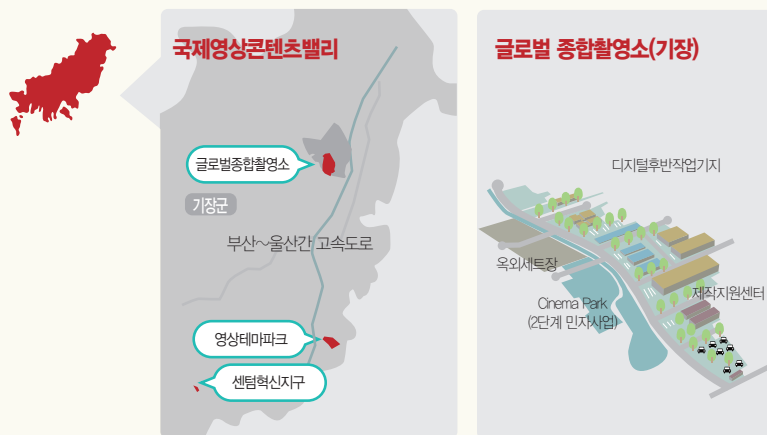 국제영상콘텐츠밸리
글로벌종합촬영소
기장군
부산~울산간 고속도로
영상테마파크
센텀혁신지구
글로벌 종합촬영소(기장)
디지털후반작업기지
옥외세트장
Cinema Park
(2단계 민자사업)
제작지원센터